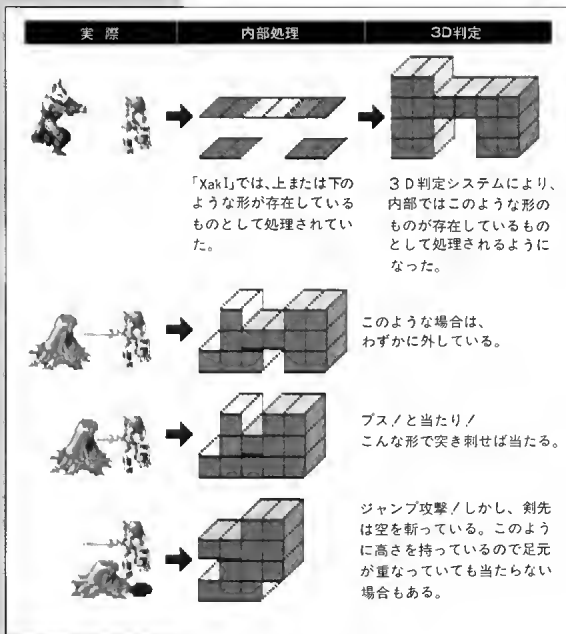 実 際
内部処理
3D判定
「XakⅠ」では、上または下の
ような形が存在している
ものとして処理されてい
た。
3D判定システムにより、
内部ではこのような形の
ものが存在しているもの
として処理されるように
なった。
このような場合は、
わずかに外している。
ブス!と当たり!
こんな形で突き刺せば当たる。
ジャンプ攻撃!しかし、剣先
は空を斬っている。このよう
に高さを持っているので足元
が重なっていても当たらない
場合もある。